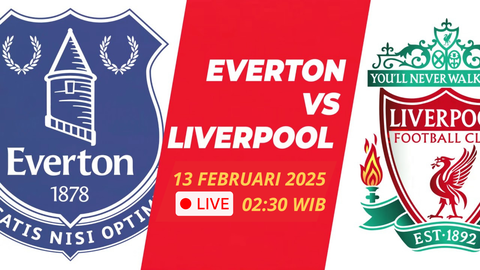 Everton
1878
ATIS NISI OPTIM
EVERTON
VS
LIVERPOOL
13 FEBRUARI 2025
LIVE 02:30 WIB
YOU'LL NEVER WALK
LIVERPOO
FOOTBALL CL
EST·1892